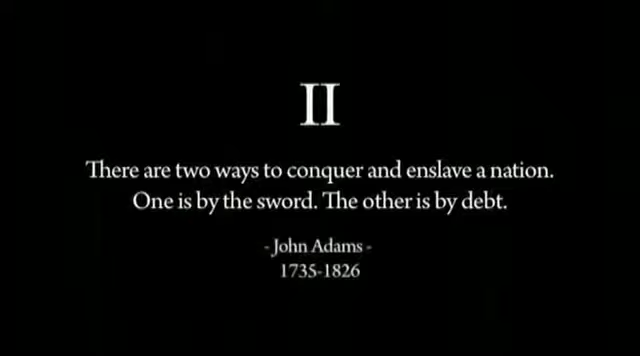 II
There are two ways to conquer and enslave a nation.
One is by the sword. The other is by debt.
- John Adams -
1735-1826